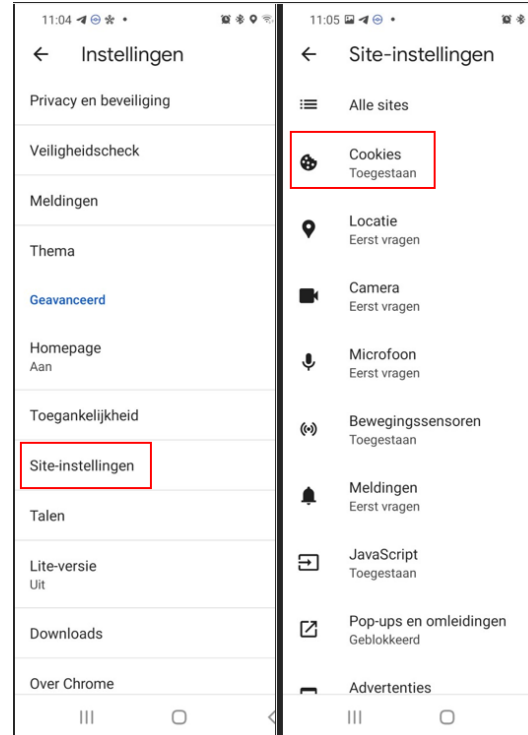 11:04
Instellingen
Privacy en beveiliging
Veiligheidscheck
Meldingen
Thema
Geavanceerd
Homepage
Aan
Toegankelijkheid
Site-instellingen
Talen
Lite-versie
Uit
Downloads
Over Chrome
11:05
Site-instellingen
Alle sites
Cookies
Toegestaan
Locatie
Eerst vragen
Camera
Eerst vragen
Microfoon
Eerst vragen
Bewegingssensoren
Toegestaan
Meldingen
Eerst vragen
JavaScript
Toegestaan
Pop-ups en omleidingen
Geblokkeerd
Advertenties